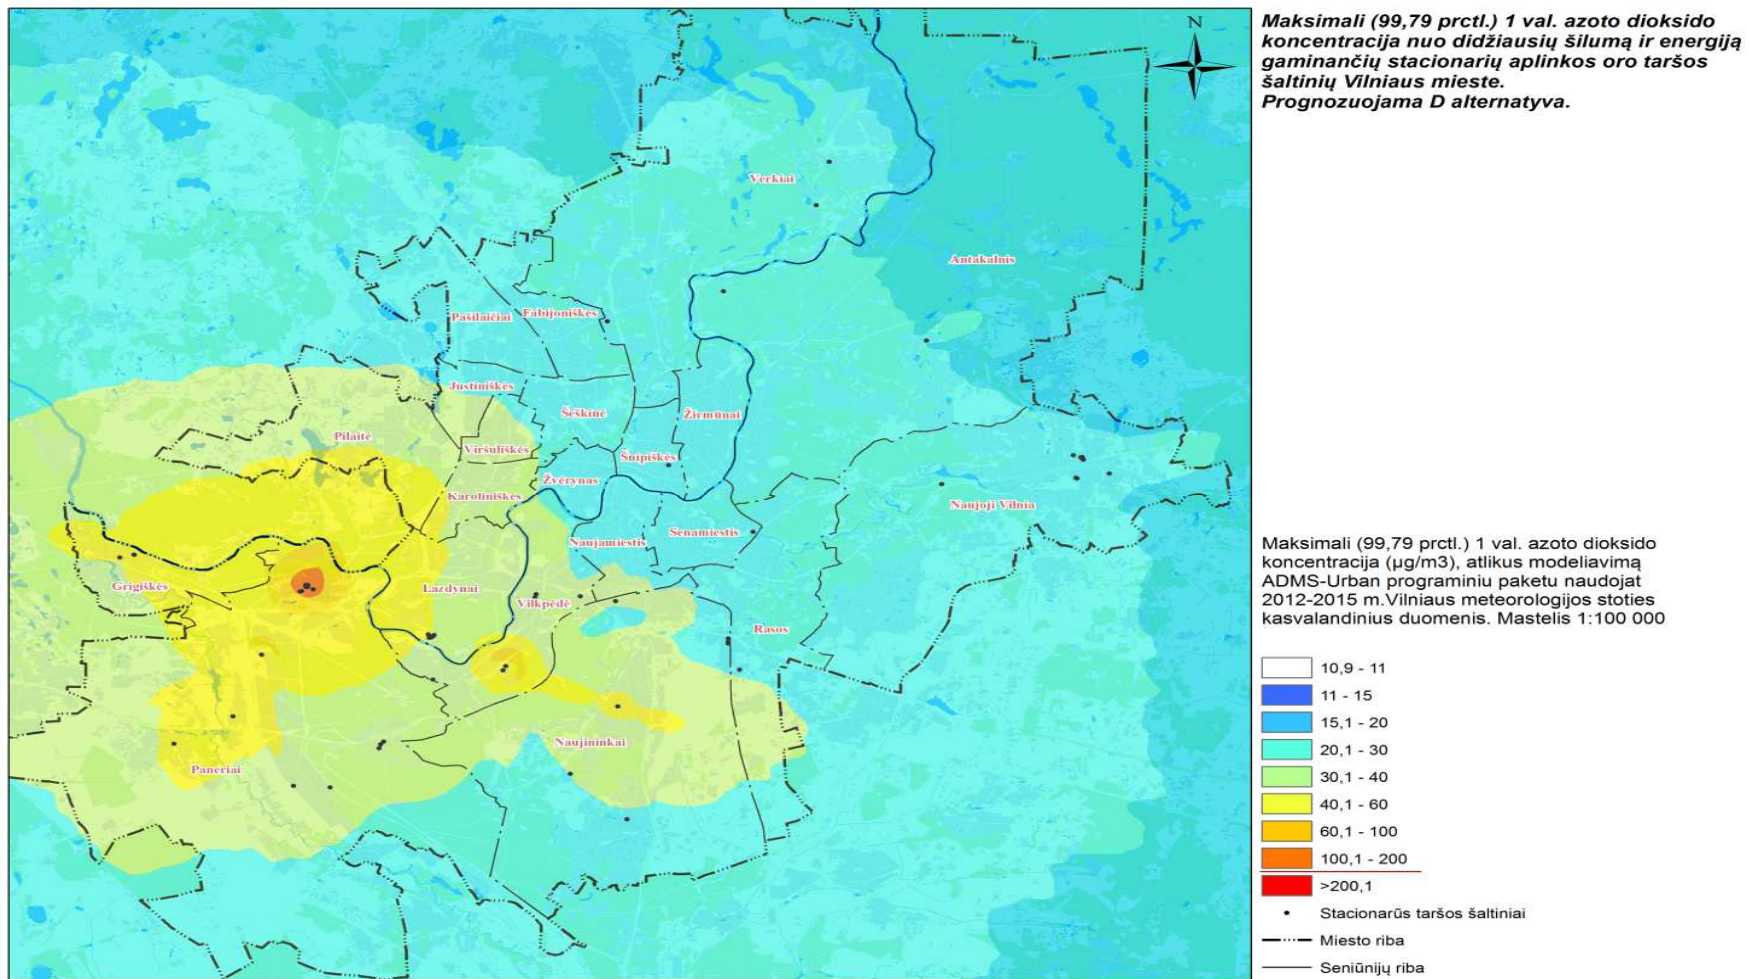 N
Maksimali (99,79 prctl.) 1 val. azoto dioksido
koncentracija nuo didžiausių šilumą ir energiją
gaminančių stacionarių aplinkos oro taršos
šaltinių Vilniaus mieste.
Prognozuojama D alternatyva.
Verkiai
Antakalnis
Pašilaičiai
Fabijoniškės
Justiniškės
Šeškinė
Žirmūnai
Pilaitė
Viršuliškės
Šnipiškės
Žvėrynas
Karoliniškės
Naujoji Vilnia
Senamiestis
Naujamiestis
Grigiškės
Lazdynai
Vilkpėdė
Rasos
Naujininkai
Paneriai
Maksimali (99,79 prctl.) 1 val. azoto dioksido
koncentracija (µg/m3), atlikus modeliavimą
ADMS-Urban programiniu paketu naudojat
2012-2015 m.Vilniaus meteorologijos stoties
kasvalandinius duomenis. Mastelis 1:100 000
10,9 - 11
11 - 15
15,1 - 20
20,1 - 30
30,1 - 40
40,1 - 60
60,1 - 100
100,1 - 200
>200,1
Stacionarūs taršos šaltiniai
Miesto riba
Seniūnijų riba